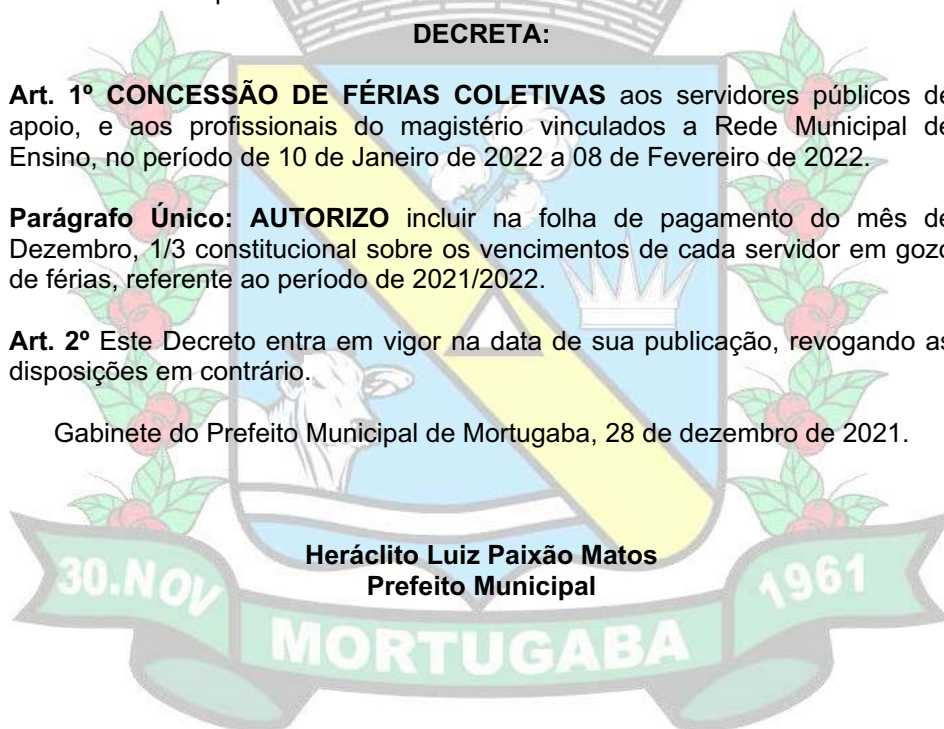 DECRETA:
Art. 1º CONCESSÃO DE FÉRIAS COLETIVAS aos servidores públicos de
apoio, e aos profissionais do magistério vinculados a Rede Municipal de
Ensino, no período de 10 de Janeiro de 2022 a 08 de Fevereiro de 2022.
Parágrafo Único: AUTORIZO incluir na folha de pagamento do mês de
Dezembro, 1/3 constitucional sobre os vencimentos de cada servidor em gozo
de férias, referente ao período de 2021/2022.
Art. 2º Este Decreto entra em vigor na data de sua publicação, revogando as
disposições em contrário.
Gabinete do Prefeito Municipal de Mortugaba, 28 de dezembro de 2021.
Heráclito Luiz Paixão Matos
Prefeito Municipal
30.NOV 1961
MORTUGABA